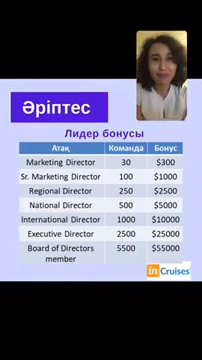 Әріптес
Лидер бонусы
Атақ Команда Бонус
Marketing Director 30 $300
Sr. Marketing Director 100 $1000
Regional Director 250 $2500
National Director 500 $5000
International Director 1000 $10000
Executive Director 2500 $25000
Board of Directors 5500 $55000
member
inCruises